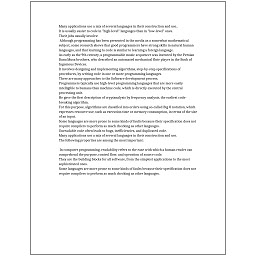 Many applications use a mix of several languages in their construction and use.
It is usually easier to code in "high-level" languages than in "low-level" ones.
These jobs usually involve:
Although programming has been presented in the media as a somewhat mathematical
subject, some research shows that good programmers have strong skills in natural human
languages, and that learning to code is similar to learning a foreign language.
As early as the 9th century, a programmable music sequencer was invented by the Persian
Banu Musa brothers, who described an automated mechanical flute player in the Book of
Ingenious Devices.
It involves designing and implementing algorithms, step-by-step specifications of
procedures, by writing code in one or more programming languages.
There are many approaches to the Software development process.
Programmers typically use high-level programming languages that are more easily
intelligible to humans than machine code, which is directly executed by the central
processing unit.
He gave the first description of cryptanalysis by frequency analysis, the earliest code-
breaking algorithm.
For this purpose, algorithms are classified into orders using so-called Big O notation, which
expresses resource use, such as execution time or memory consumption, in terms of the size
of an input.
Some languages are more prone to some kinds of faults because their specification does not
require compilers to perform as much checking as other languages.
Unreadable code often leads to bugs, inefficiencies, and duplicated code.
Many applications use a mix of several languages in their construction and use.
The following properties are among the most important:
In computer programming, readability refers to the ease with which a human reader can
comprehend the purpose, control flow, and operation of source code.
They are the building blocks for all software, from the simplest applications to the most
sophisticated ones.
Some languages are more prone to some kinds of faults because their specification does not
require compilers to perform as much checking as other languages.